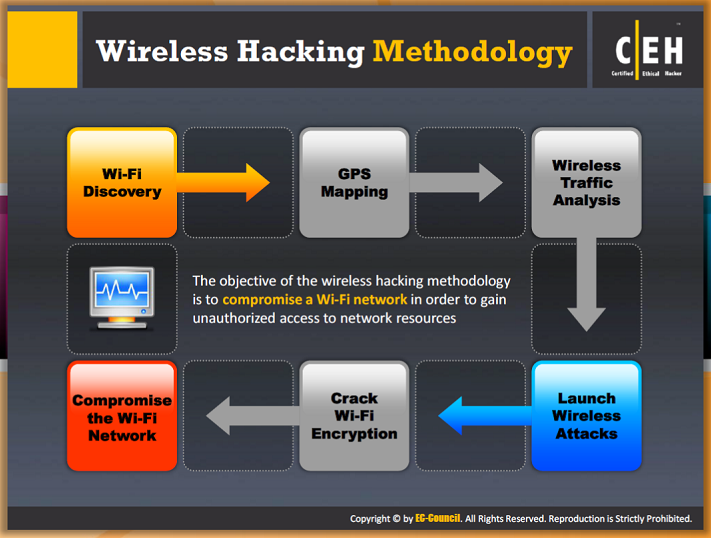 Wireless Hacking Methodology
C|EH
™
Certified Ethical Hacker
Wi-Fi
Discovery
GPS
Mapping
Wireless
Traffic
Analysis
The objective of the wireless hacking methodology
is to compromise a Wi-Fi network in order to gain
unauthorized access to network resources
Compromise
the Wi-Fi
Network
Crack
Wi-Fi
Encryption
Launch
Wireless
Attacks
Copyright © by EC-Council. All Rights Reserved. Reproduction is Strictly Prohibited.